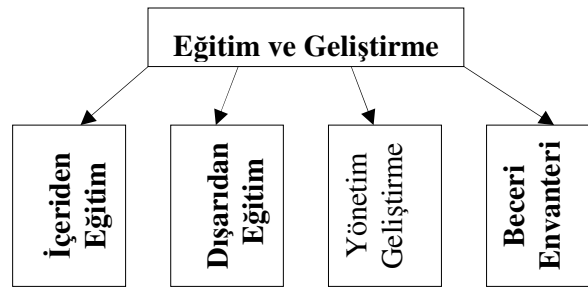 Eğitim ve Geliştirme
İçeriden
Eğitim
Dışarıdan
Eğitim
Yönetim
Geliştirme
Beceri
Envanteri